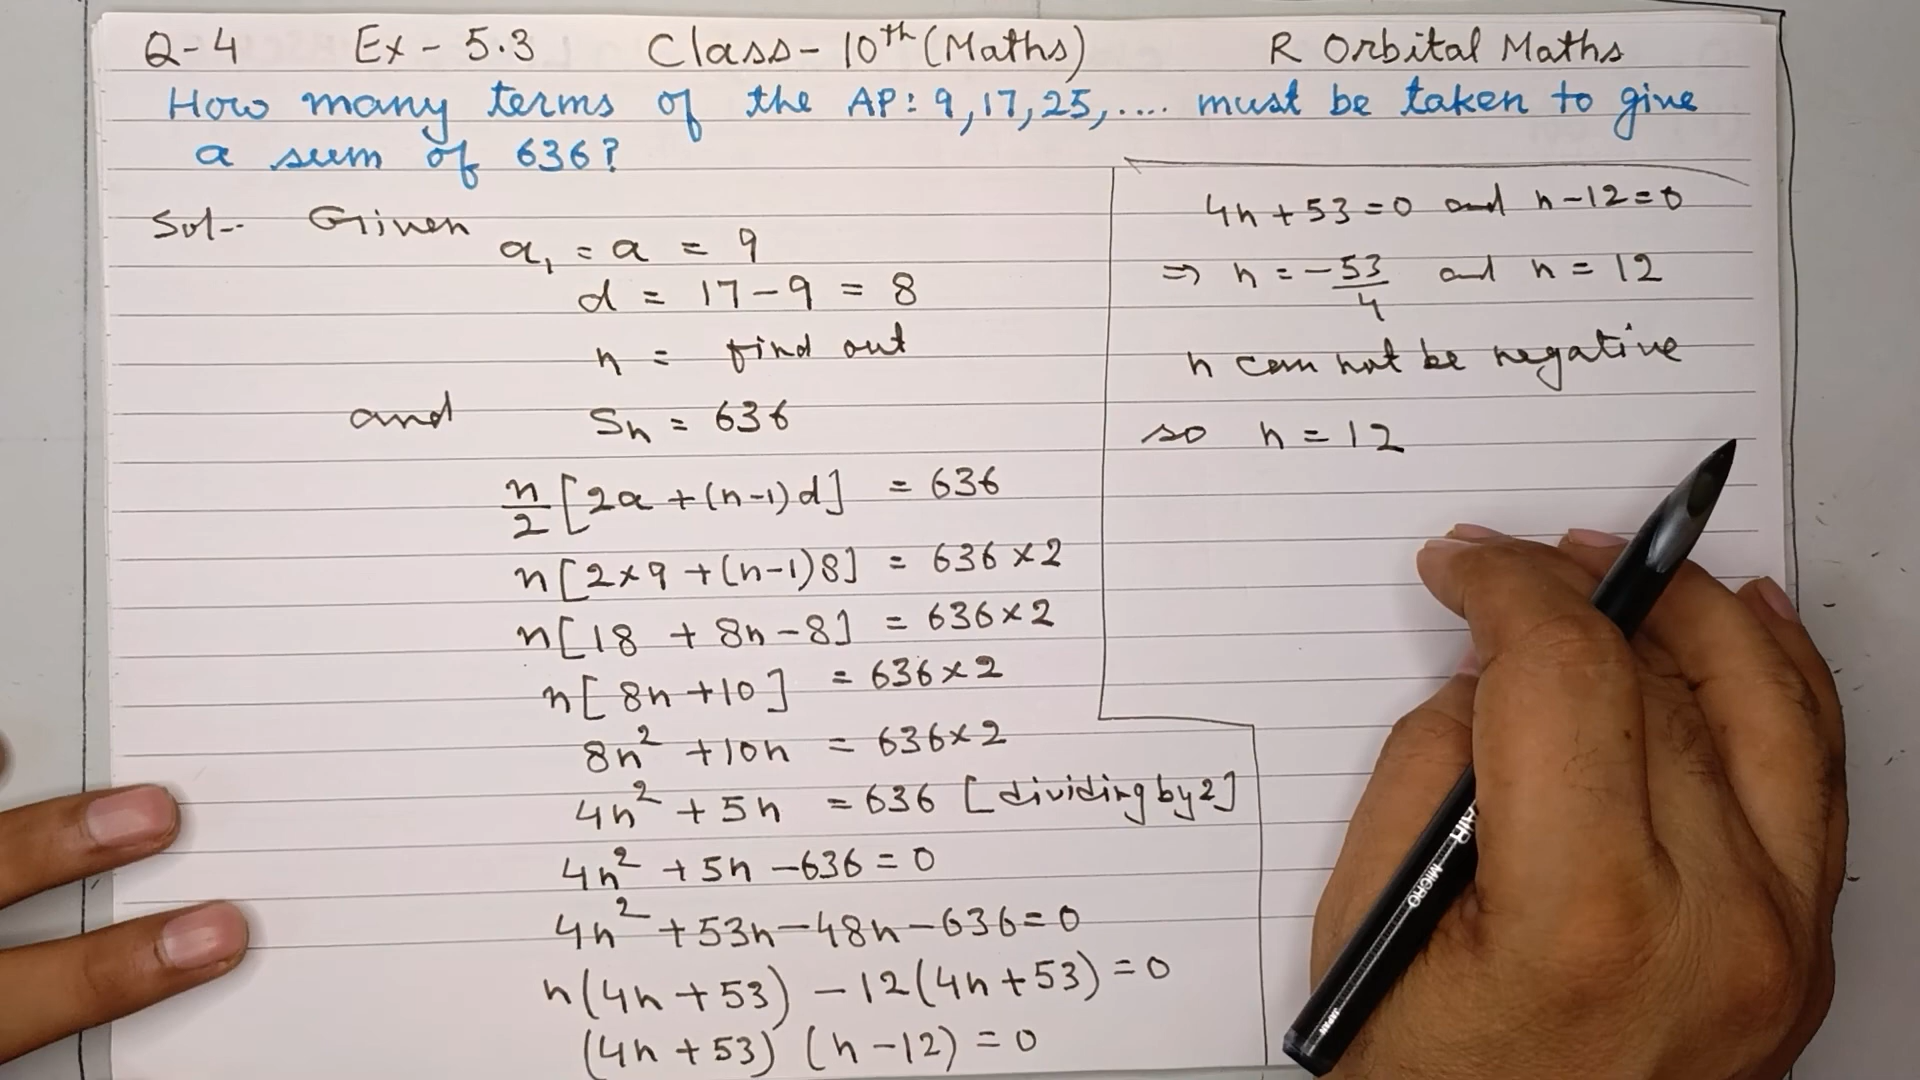 Q-4 Ex-5.3 Class-10th (Maths) R Orbital Maths
How many terms of the AP: 9, 17, 25, .... must be taken to give
a sum of 636?
Sol-- Given
a₁ = a = 9
d = 17-9 = 8
n = find out
and Sn = 636
n/2 [2a + (n-1)d] = 636
n[2×9 + (n-1)8] = 636×2
n[18 + 8n-8] = 636×2
n[8n+10] = 636×2
8n² +10n = 636×2
4n² + 5n = 636 [dividing by 2]
4n² + 5n -636 = 0
4n² + 53n - 48n - 636 = 0
n(4n + 53) - 12(4n + 53) = 0
(4n + 53) (n-12) = 0
4n + 53 = 0 and n-12 = 0
⇒ n = -53/4 and n = 12
n can not be negative
so n = 12
AIR MICRO
JAPAN